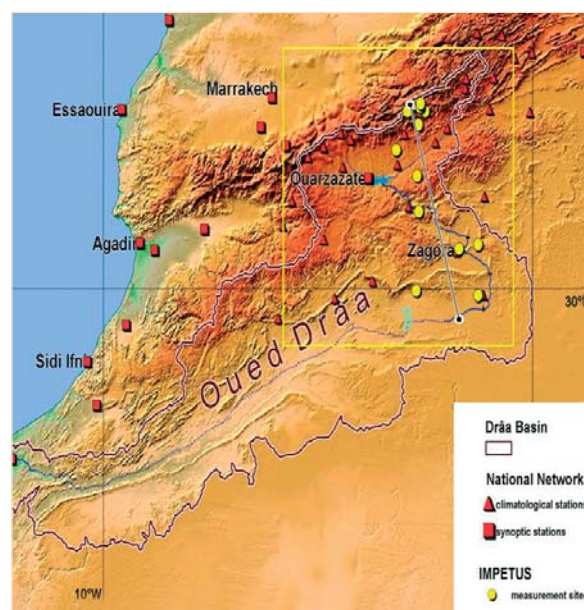 Marrakech
Essaouira
Ouarzazate
Agadir
Zagora
30°
Oued Drâa
Sidi Ifni
Drâa Basin
National Network
climatological stations
synoptic stations
IMPETUS
measurement site
10°W